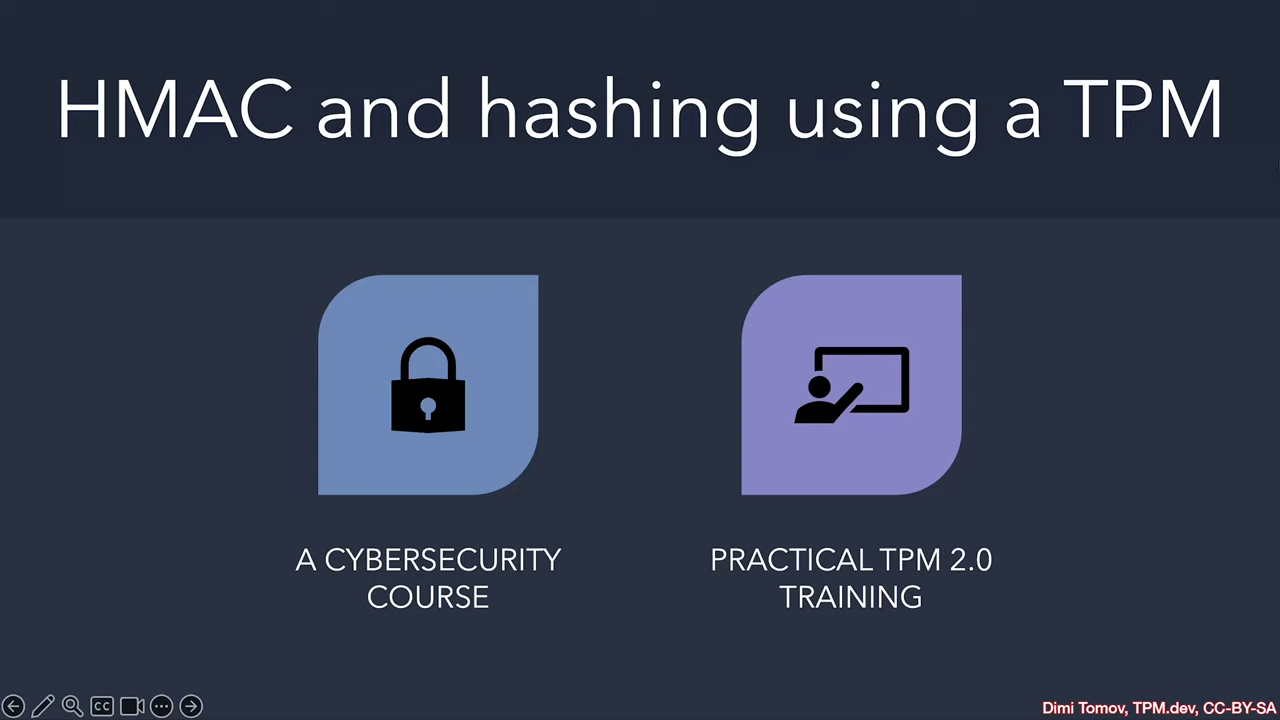 HMAC and hashing using a TPM
A CYBERSECURITY
COURSE
PRACTICAL TPM 2.0
TRAINING
CC
Dimi Tomov, TPM.dev, CC-BY-SA